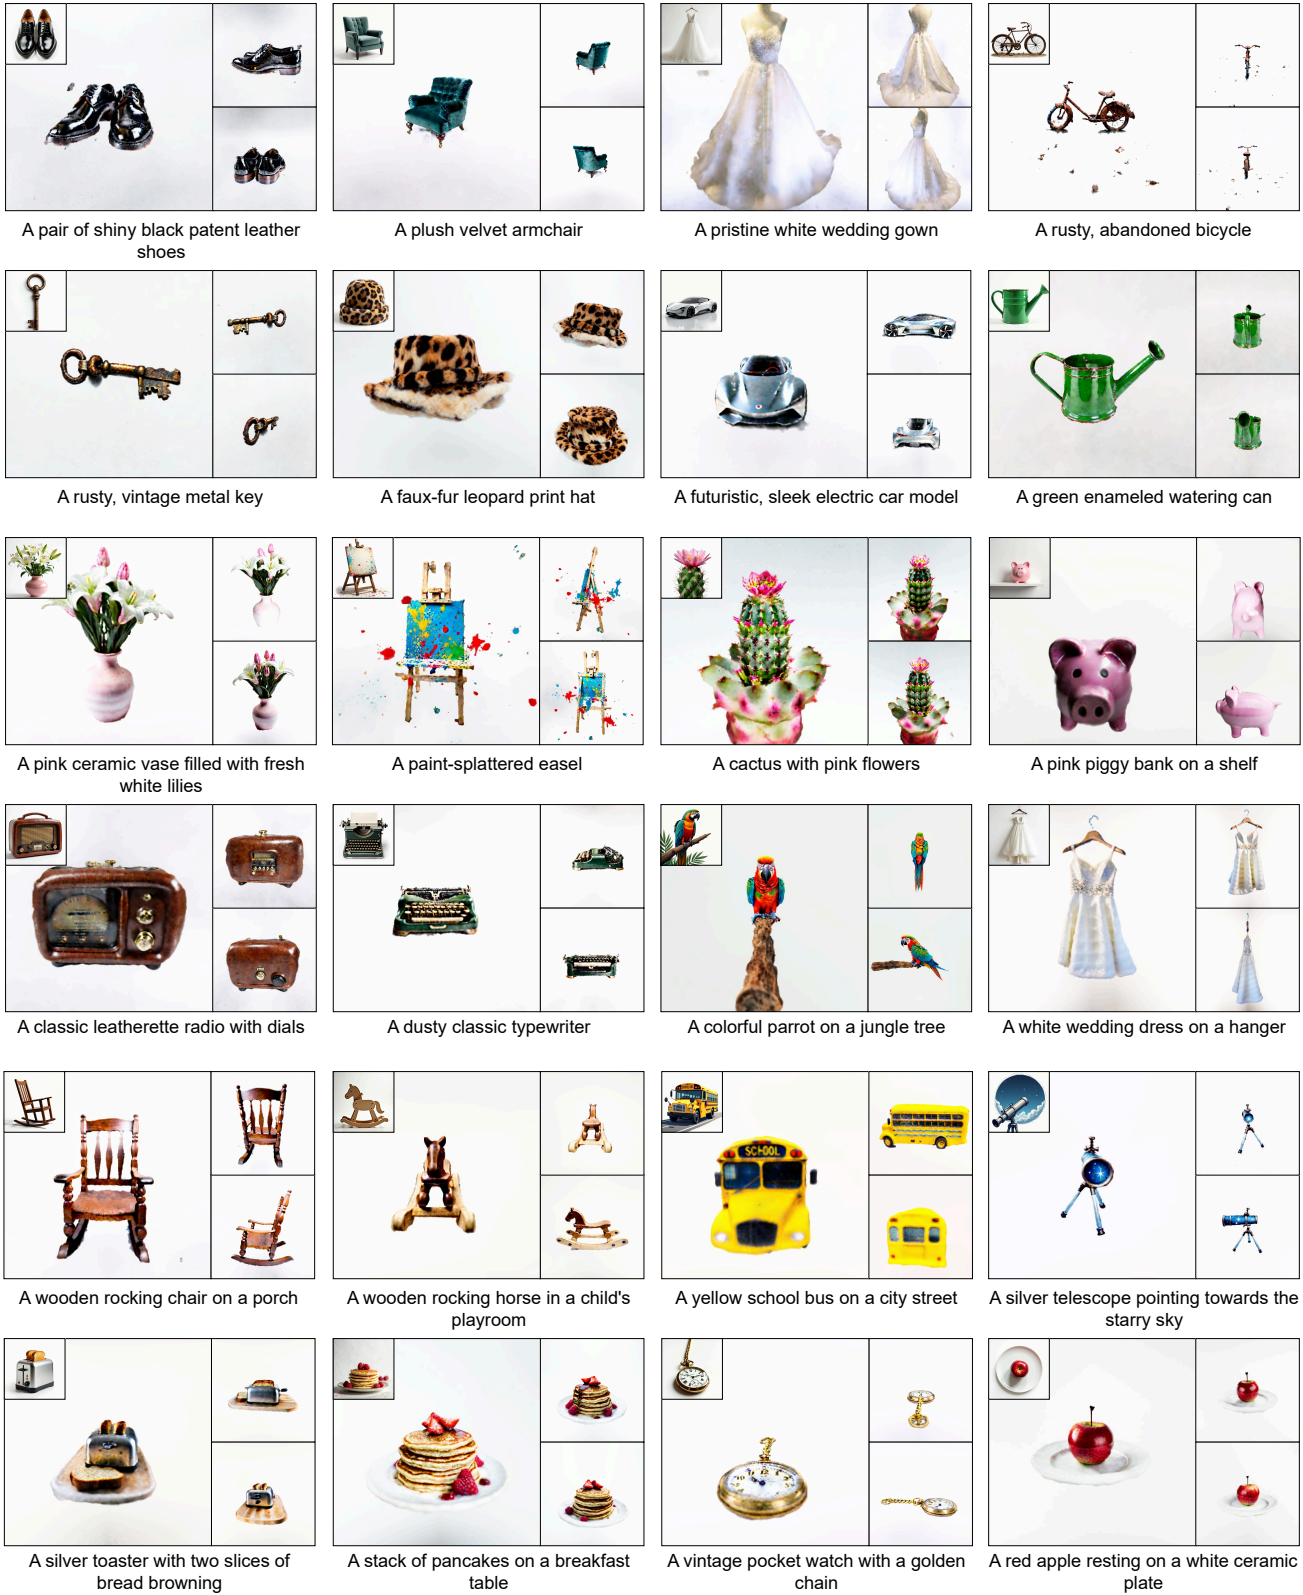 A pair of shiny black patent leather
shoes
A plush velvet armchair
A pristine white wedding gown
A rusty, abandoned bicycle
A rusty, vintage metal key
A faux-fur leopard print hat
A futuristic, sleek electric car model
A green enameled watering can
A pink ceramic vase filled with fresh
white lilies
A paint-splattered easel
A cactus with pink flowers
A pink piggy bank on a shelf
A classic leatherette radio with dials
A dusty classic typewriter
A colorful parrot on a jungle tree
A white wedding dress on a hanger
SCHOOL
A wooden rocking chair on a porch
A wooden rocking horse in a child's
playroom
A yellow school bus on a city street
A silver telescope pointing towards the
starry sky
A silver toaster with two slices of
bread browning
A stack of pancakes on a breakfast
table
A vintage pocket watch with a golden
chain
A red apple resting on a white ceramic
plate